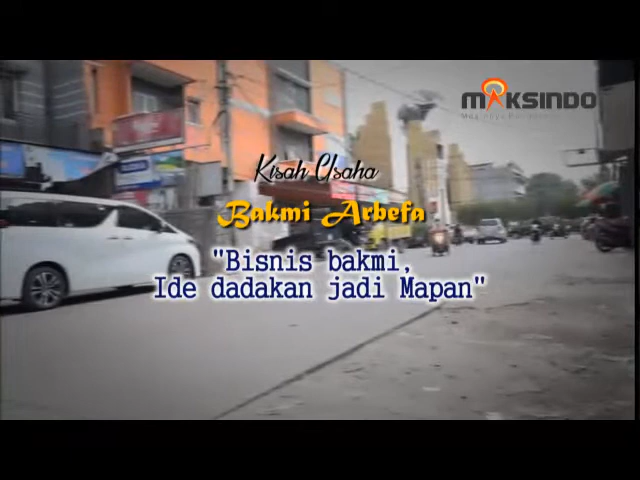 MAKSINDO
Kisah Usaha
Bakmi Arbefa
"Bisnis bakmi,
Ide dadakan jadi Mapan"